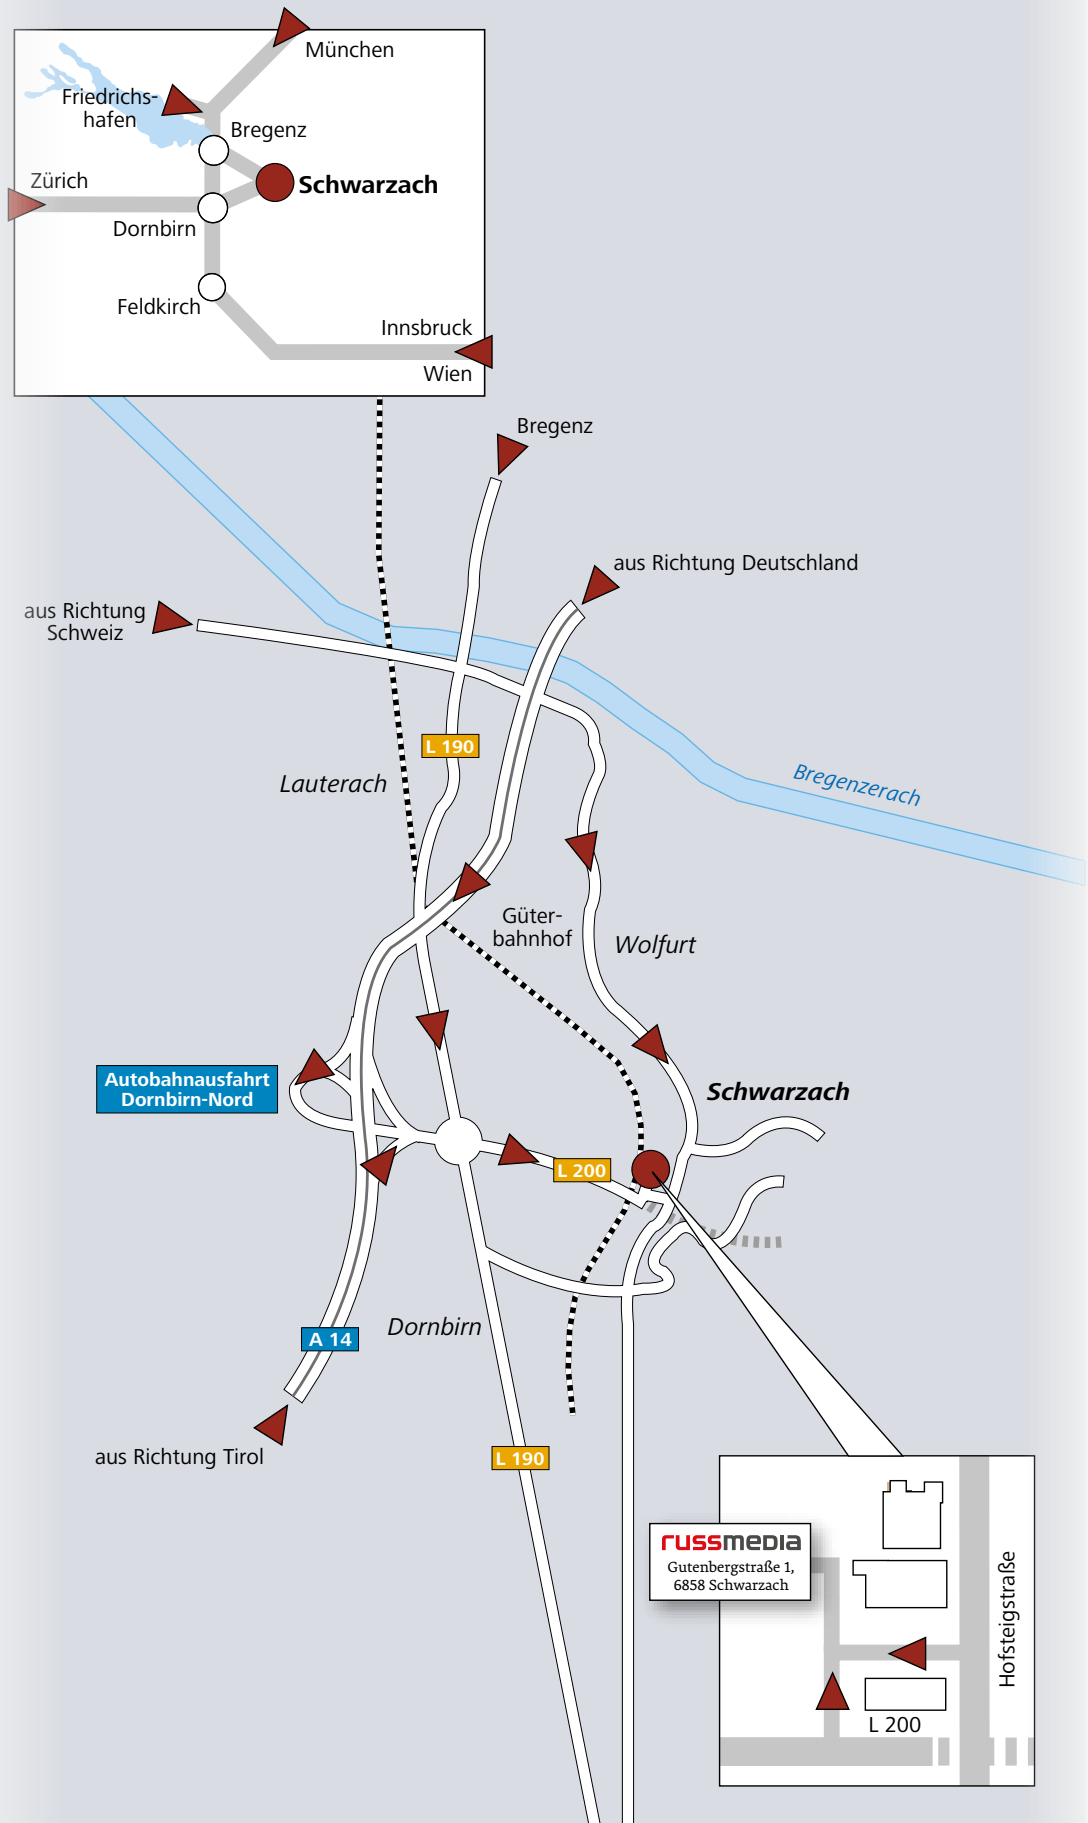 München
Friedrichs-
hafen
Bregenz
Zürich
Schwarzach
Dornbirn
Feldkirch
Innsbruck
Wien
Bregenz
aus Richtung Deutschland
aus Richtung
Schweiz
L 190
Lauterach
Bregenzerach
Güter-
bahnhof
Wolfurt
Autobahnausfahrt
Dornbirn-Nord
Schwarzach
L 200
Dornbirn
A 14
aus Richtung Tirol
L 190
russmedia
Gutenbergstraße 1,
6858 Schwarzach
Hofsteigstraße
L 200